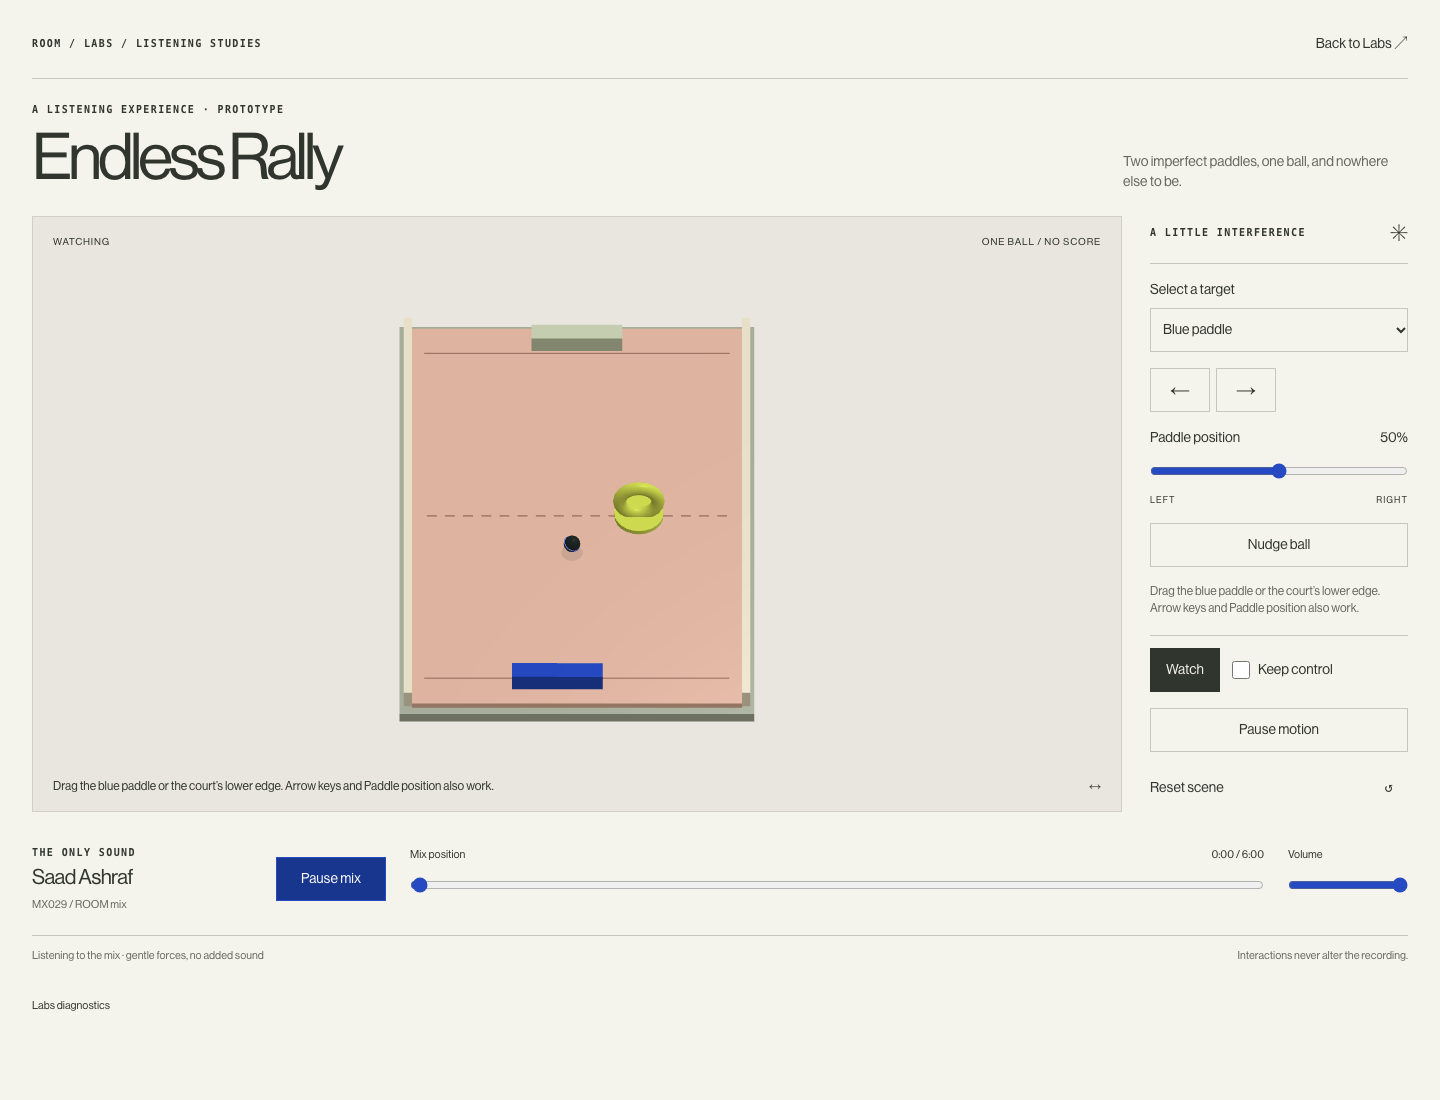 ROOM / LABS / LISTENING STUDIES
Back to Labs ↗
A LISTENING EXPERIENCE · PROTOTYPE
Endless Rally
Two imperfect paddles, one ball, and nowhere
else to be.
WATCHING
ONE BALL / NO SCORE
Drag the blue paddle or the court's lower edge. Arrow keys and Paddle position also work.
↔
A LITTLE INTERFERENCE
Select a target
Blue paddle
← →
Paddle position 50%
LEFT RIGHT
Nudge ball
Drag the blue paddle or the court's lower edge.
Arrow keys and Paddle position also work.
Watch
Keep control
Pause motion
Reset scene ↺
THE ONLY SOUND
Saad Ashraf
MX029 / ROOM mix
Pause mix
Mix position 0:00 / 6:00
Volume
Listening to the mix · gentle forces, no added sound
Interactions never alter the recording.
Labs diagnostics